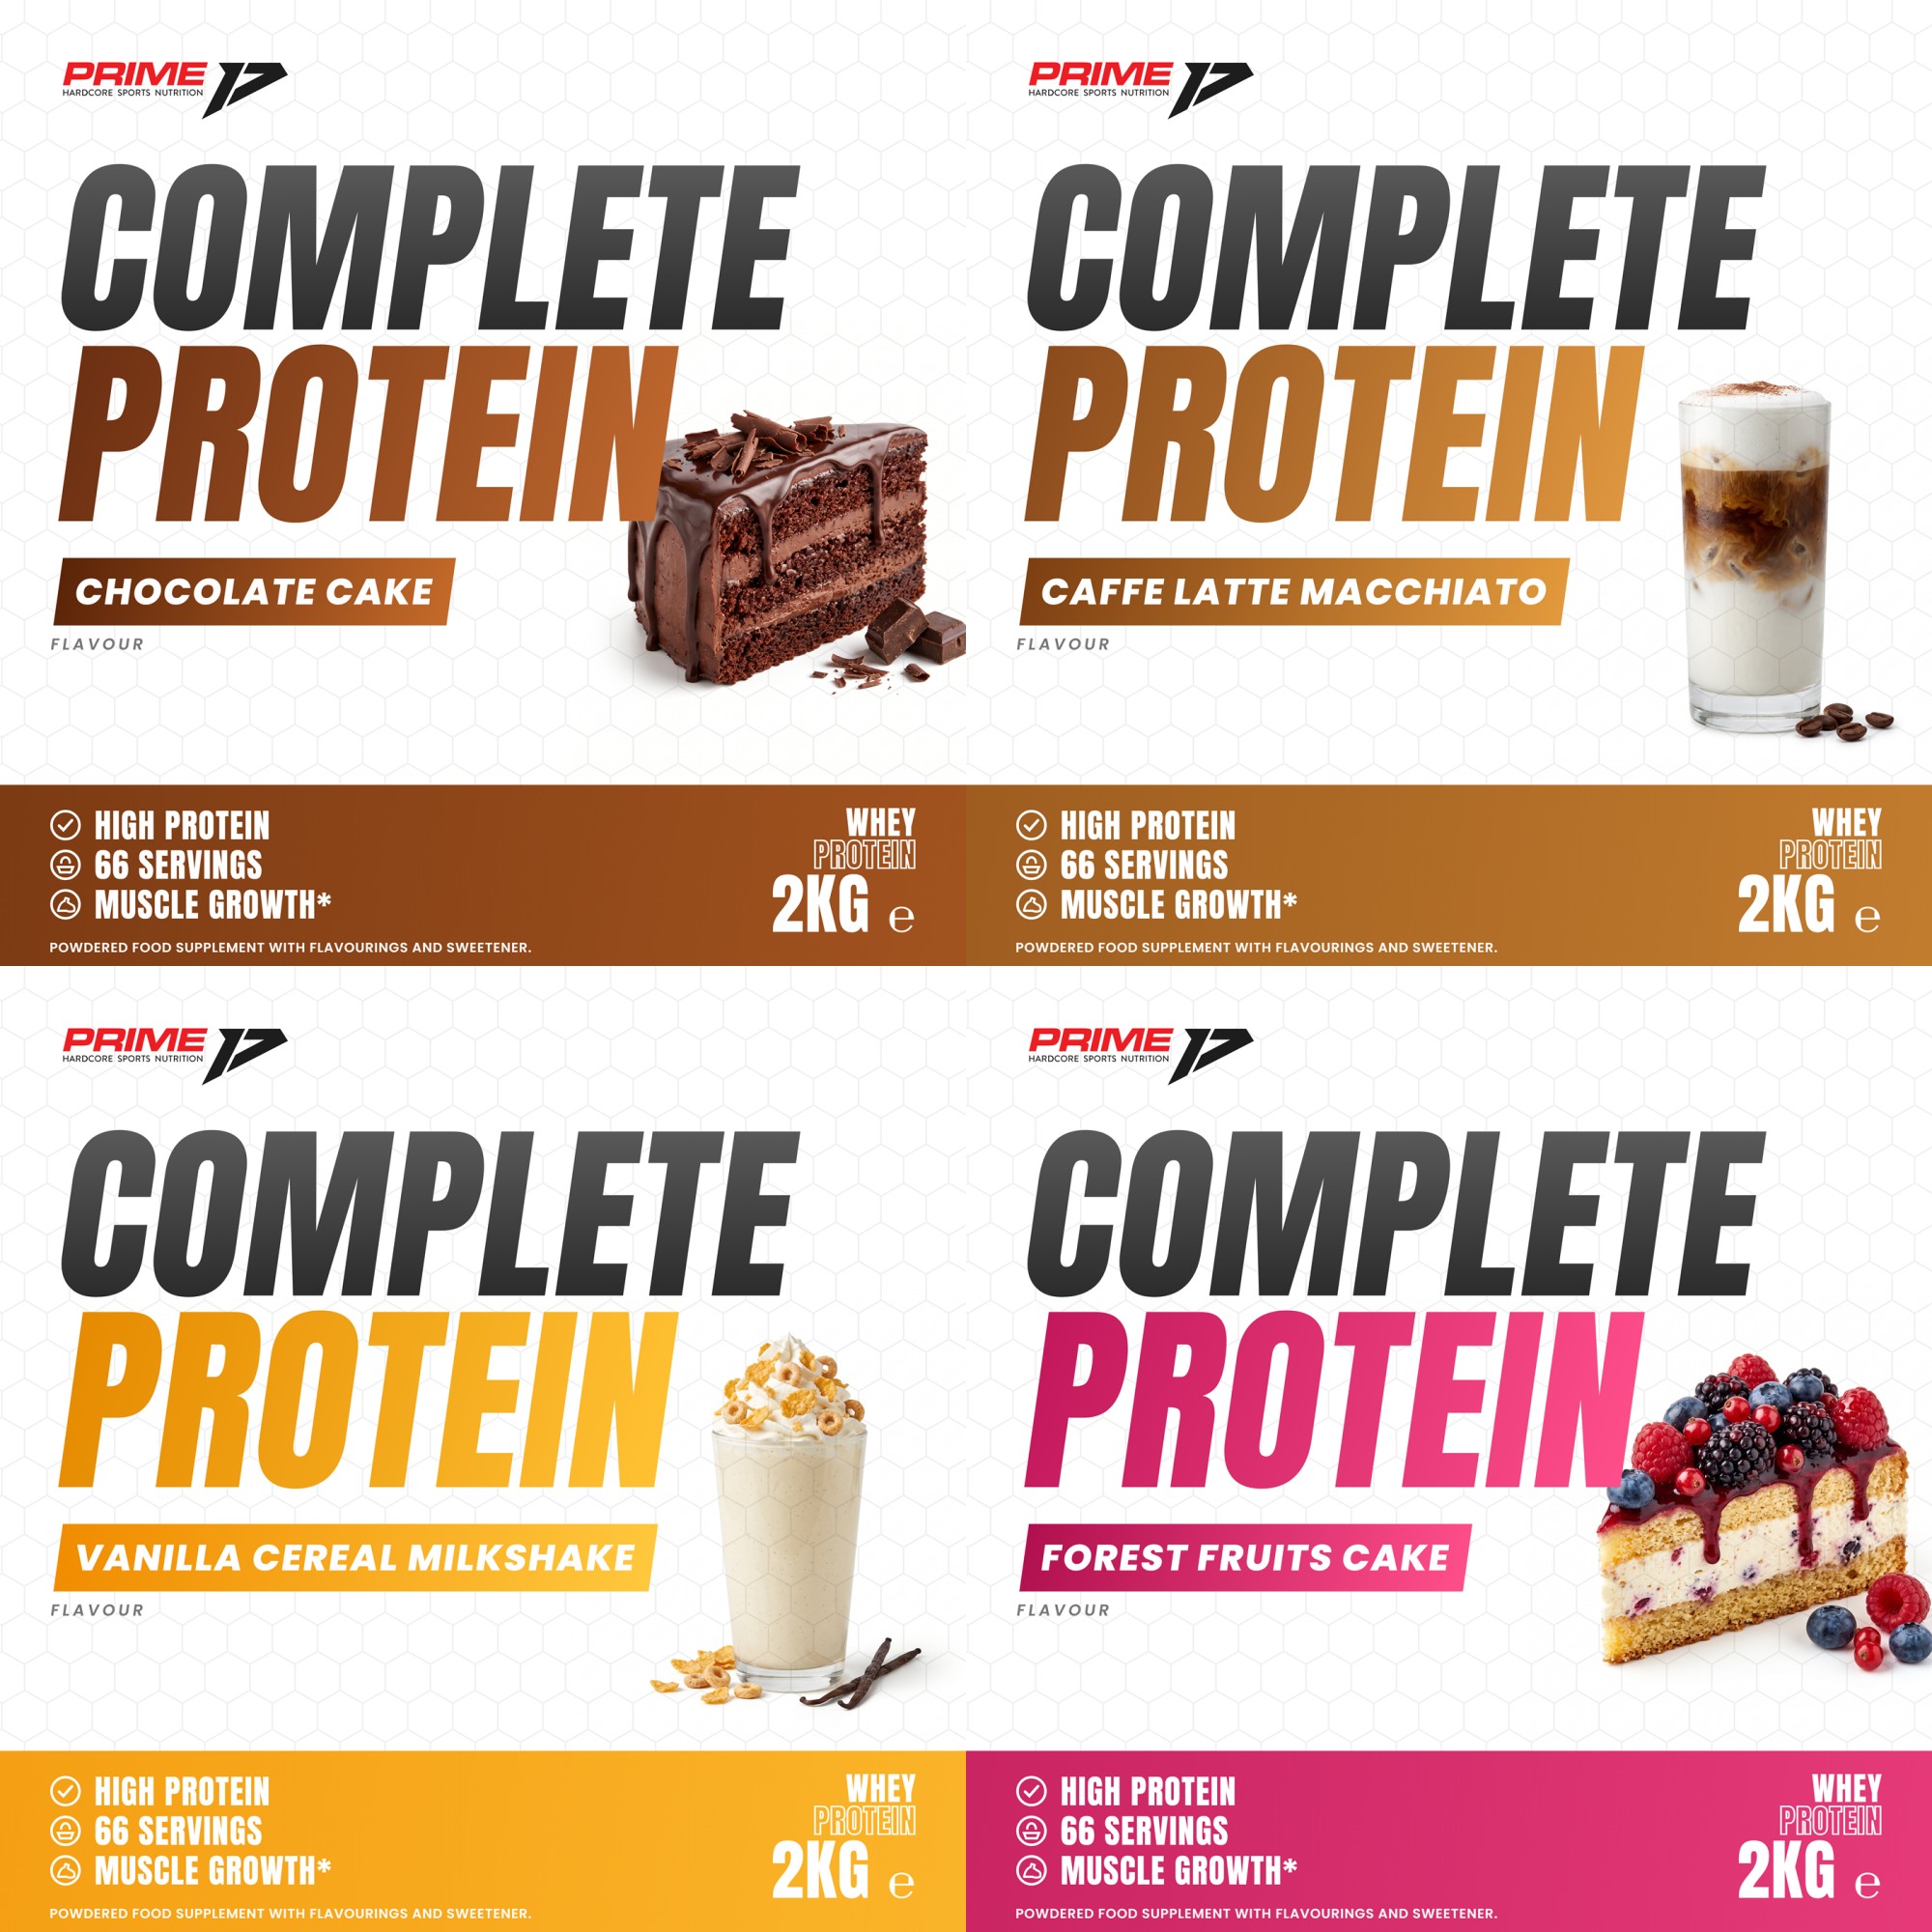 PRIME
HARDCORE SPORTS NUTRITION
COMPLETE
PROTEIN
CHOCOLATE CAKE
FLAVOUR
HIGH PROTEIN
66 SERVINGS
MUSCLE GROWTH*
POWDERED FOOD SUPPLEMENT WITH FLAVOURINGS AND SWEETENER.
WHEY
PROTEIN
2KG e
PRIME
HARDCORE SPORTS NUTRITION
COMPLETE
PROTEIN
CAFFE LATTE MACCHIATO
FLAVOUR
HIGH PROTEIN
66 SERVINGS
MUSCLE GROWTH*
POWDERED FOOD SUPPLEMENT WITH FLAVOURINGS AND SWEETENER.
WHEY
PROTEIN
2KG e
PRIME
HARDCORE SPORTS NUTRITION
COMPLETE
PROTEIN
VANILLA CEREAL MILKSHAKE
FLAVOUR
HIGH PROTEIN
66 SERVINGS
MUSCLE GROWTH*
POWDERED FOOD SUPPLEMENT WITH FLAVOURINGS AND SWEETENER.
WHEY
PROTEIN
2KG e
PRIME
HARDCORE SPORTS NUTRITION
COMPLETE
PROTEIN
FOREST FRUITS CAKE
FLAVOUR
HIGH PROTEIN
66 SERVINGS
MUSCLE GROWTH*
POWDERED FOOD SUPPLEMENT WITH FLAVOURINGS AND SWEETENER.
WHEY
PROTEIN
2KG e